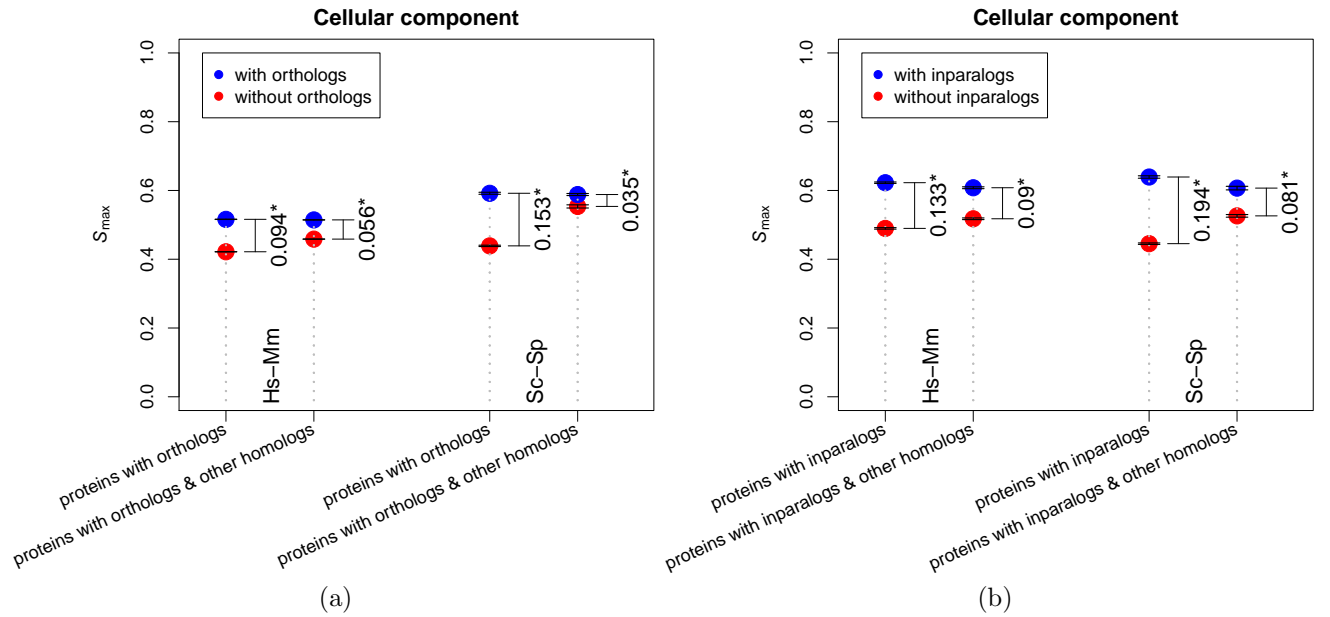 Cellular component
with orthologs
without orthologs
S max
0.0
0.2
0.4
0.6
0.8
1.0
0.094*
0.056*
0.153*
0.035*
Hs−Mm
Sc−Sp
proteins with orthologs
proteins with orthologs & other homologs
proteins with orthologs
proteins with orthologs & other homologs
(a)
Cellular component
with inparalogs
without inparalogs
S max
0.0
0.2
0.4
0.6
0.8
1.0
0.133*
0.09*
0.194*
0.081*
Hs−Mm
Sc−Sp
proteins with inparalogs
proteins with inparalogs & other homologs
proteins with inparalogs
proteins with inparalogs & other homologs
(b)